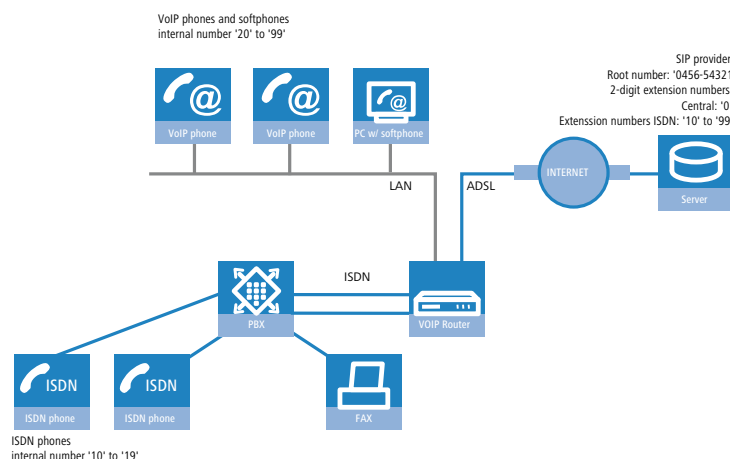 VoIP phones and softphones
internal number '20' to '99'
SIP provider
Root number: '0456-54321
2-digit extension numbers
Central: '0
Extenssion numbers ISDN: '10' to '99
@
@
@
VoIP phone
VoIP phone
PC w/ softphone
INTERNET
Server
LAN
ADSL
ISDN
PBX
VOIP Router
ISDN
ISDN
ISDN phone
ISDN phone
FAX
ISDN phones
internal number '10' to '19'